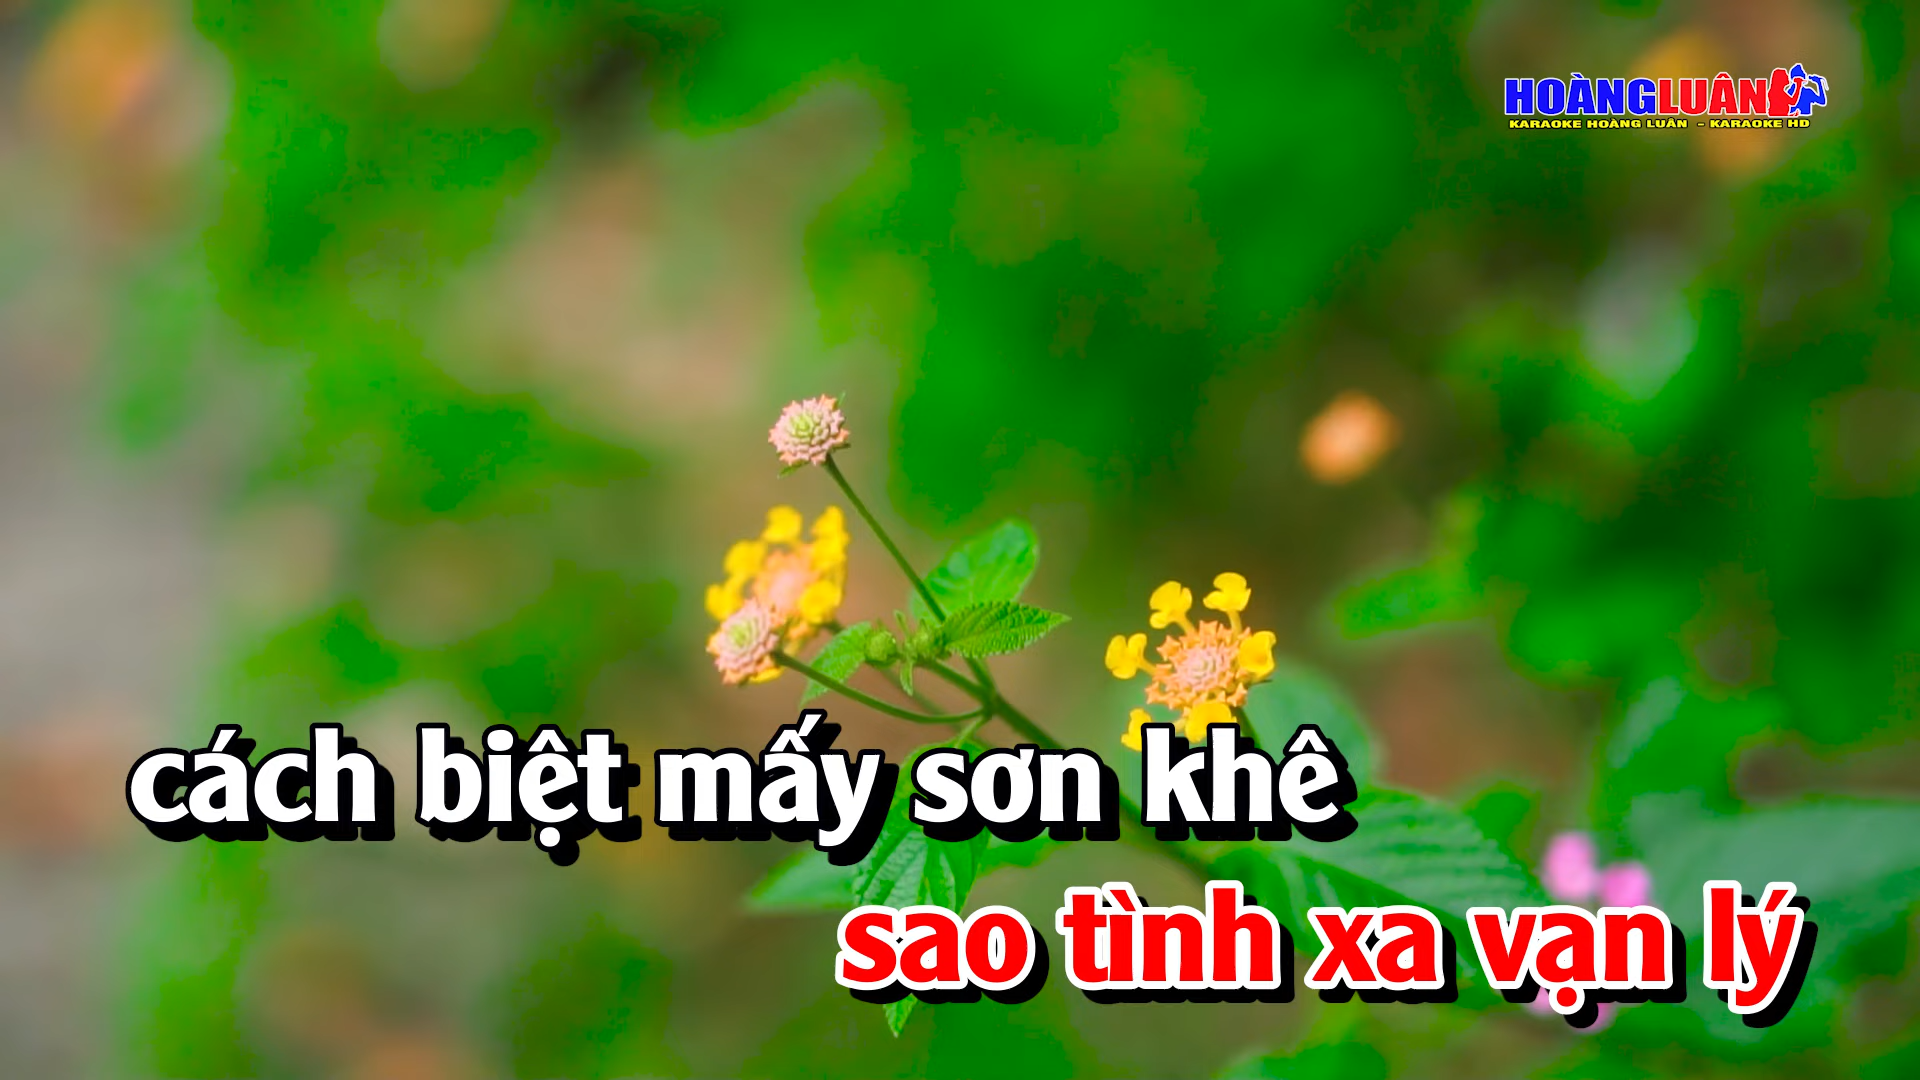 HOÀNGLUÂN
KARAOKE HOÀNG LUÂN - KARAOKE HD
cách biệt mấy sơn khê
sao tình xa vạn lý